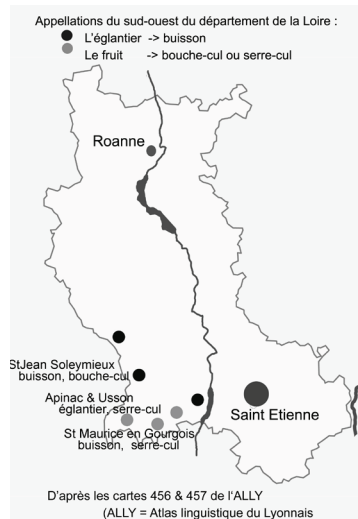 Appellations du sud-ouest du département de la Loire :
L'églantier -> buisson
Le fruit -> bouche-cul ou serre-cul
Roanne
StJean Soleymieux
buisson, bouche-cul
Apinac & Usson
églantier, serre-cul
Saint Etienne
St Maurice en Gourgois
buisson, serre-cul
D'après les cartes 456 & 457 de l'ALLY
(ALLY = Atlas linguistique du Lyonnais